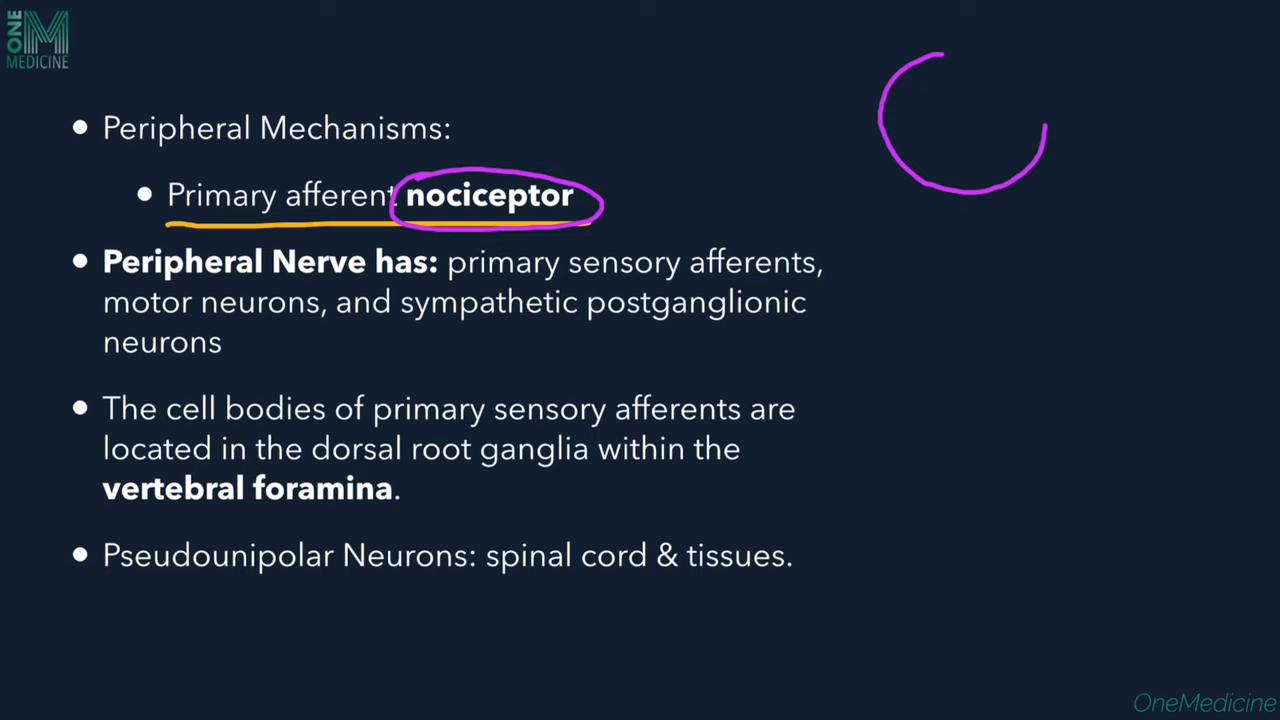 ONE
MEDICINE
• Peripheral Mechanisms:
• Primary afferent nociceptor
• Peripheral Nerve has: primary sensory afferents,
motor neurons, and sympathetic postganglionic
neurons
• The cell bodies of primary sensory afferents are
located in the dorsal root ganglia within the
vertebral foramina.
• Pseudounipolar Neurons: spinal cord & tissues.
OneMedicine